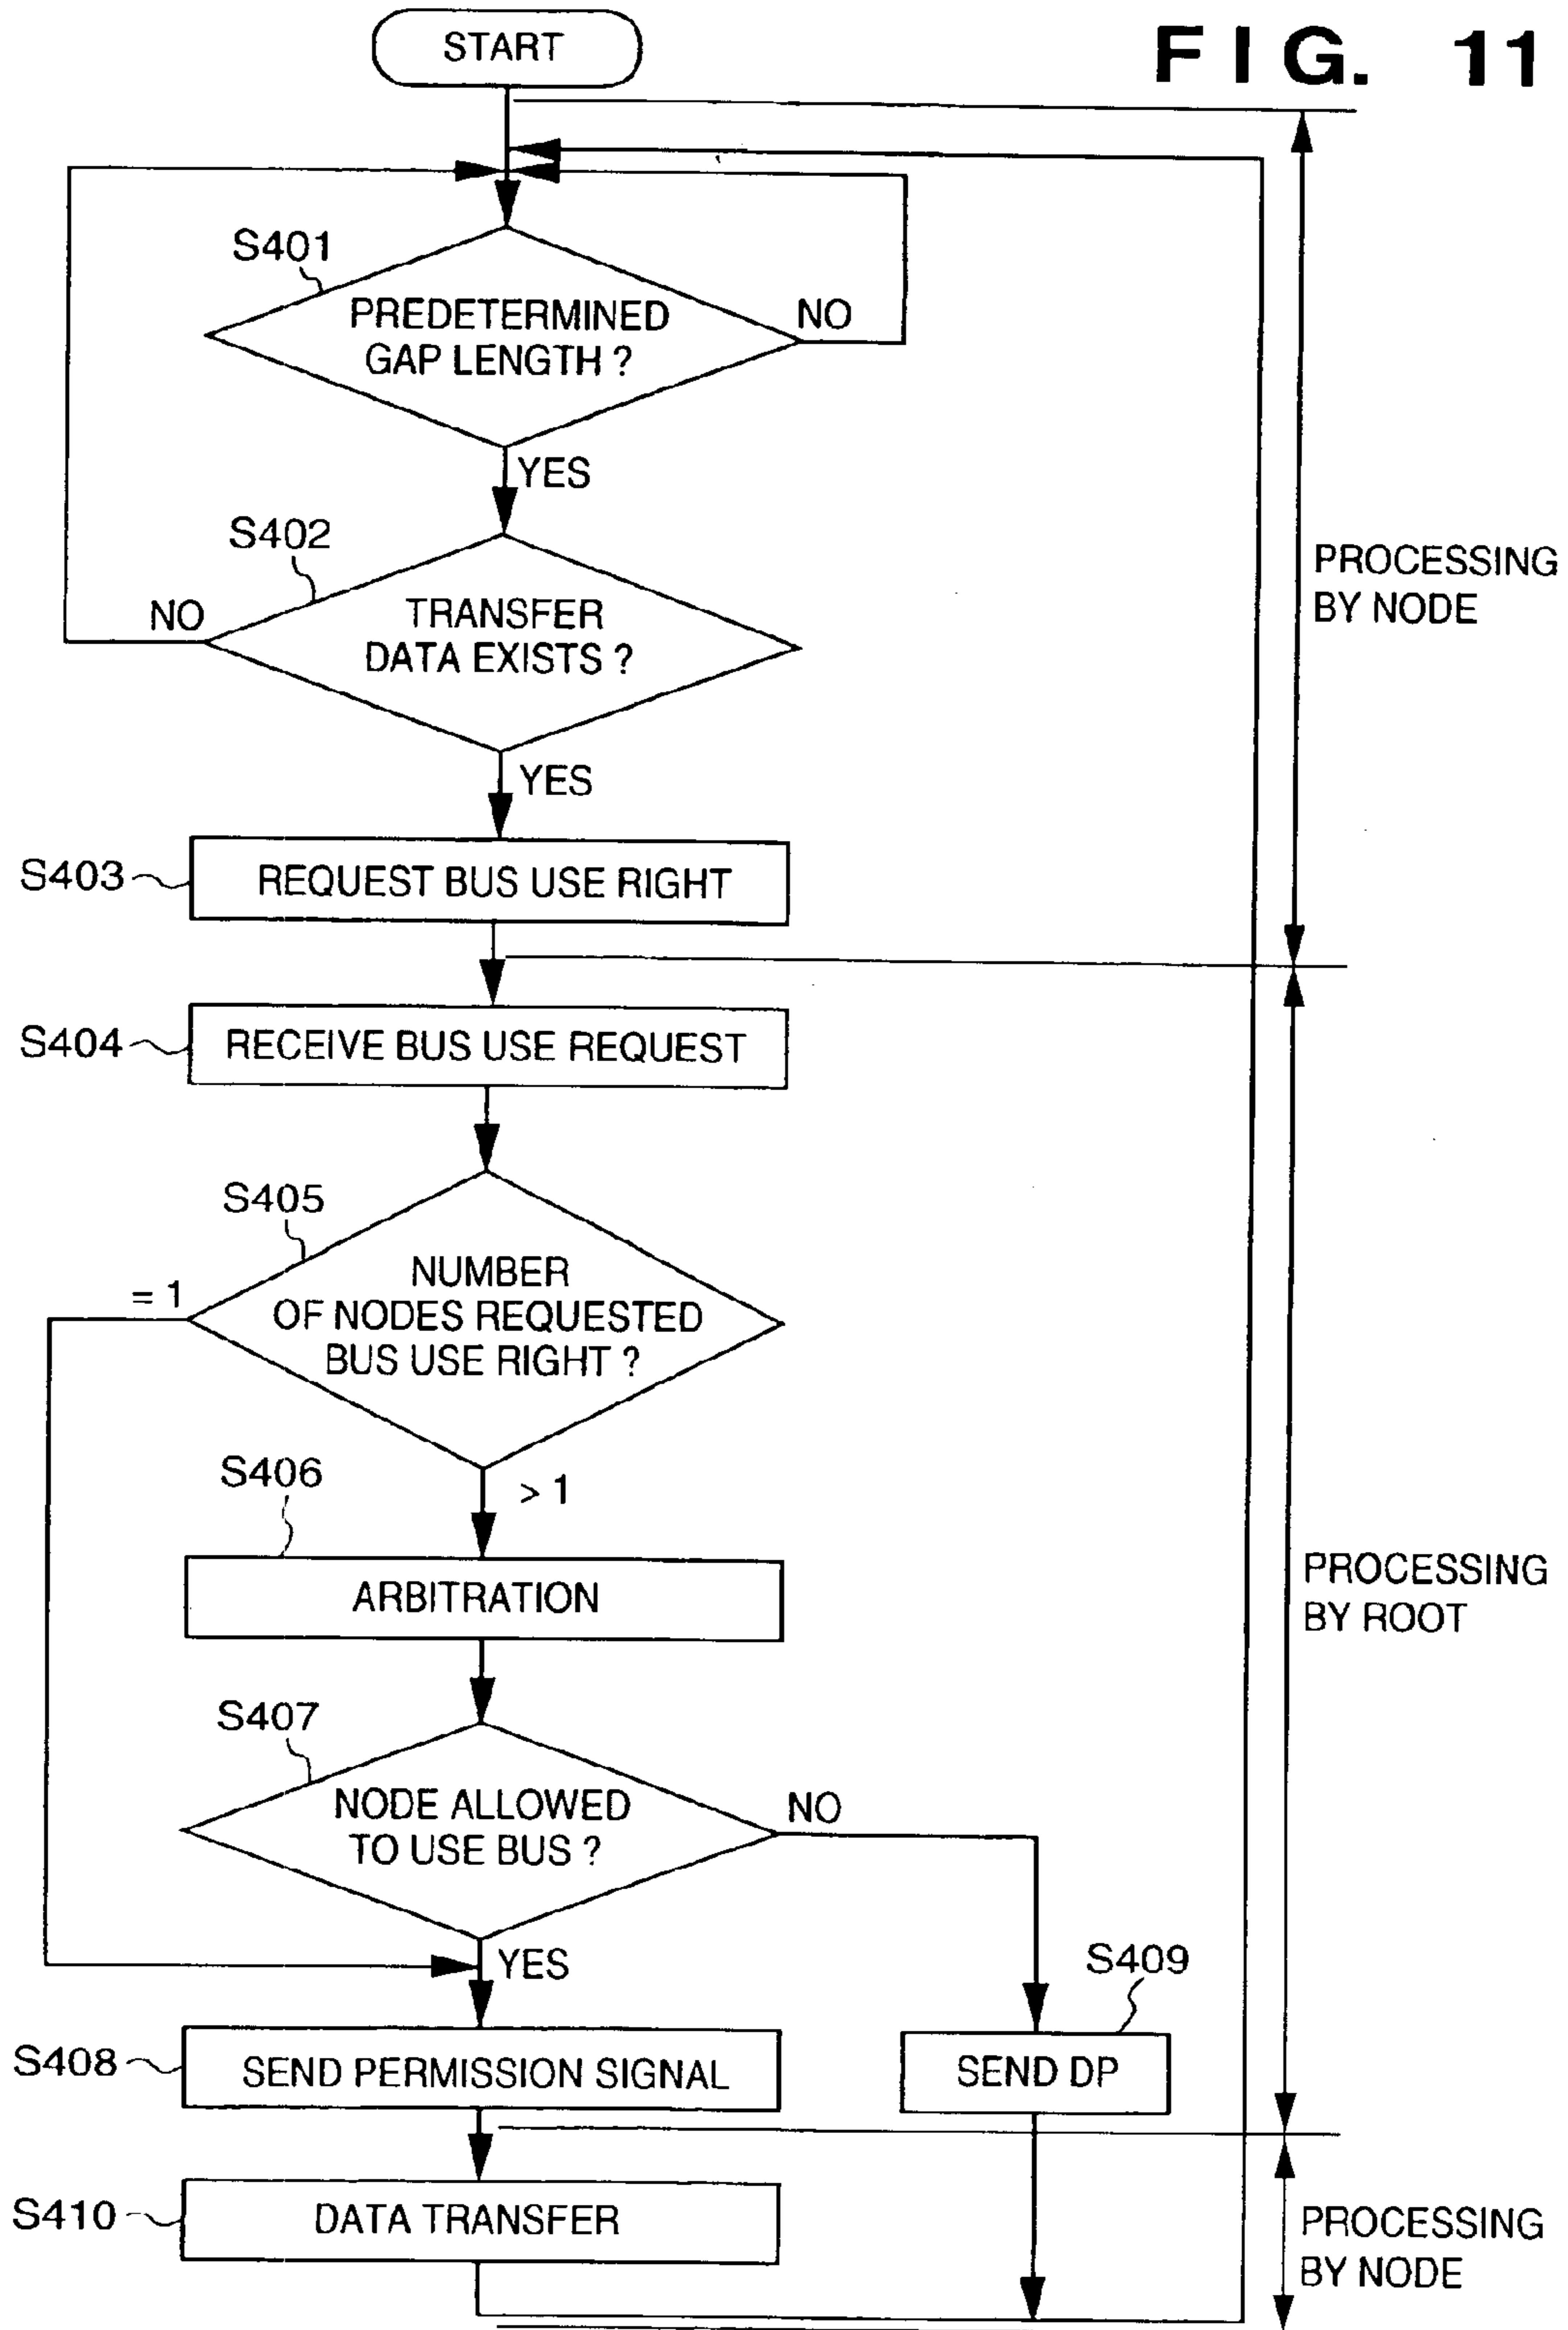 FIG. 11
START
S401
PREDETERMINED
GAP LENGTH ?
NO
YES
S402
TRANSFER
DATA EXISTS ?
NO
YES
PROCESSING
BY NODE
S403
REQUEST BUS USE RIGHT
S404
RECEIVE BUS USE REQUEST
S405
NUMBER
OF NODES REQUESTED
BUS USE RIGHT ?
= 1
> 1
S406
ARBITRATION
PROCESSING
BY ROOT
S407
NODE ALLOWED
TO USE BUS ?
NO
YES
S409
S408
SEND PERMISSION SIGNAL
SEND DP
S410
DATA TRANSFER
PROCESSING
BY NODE